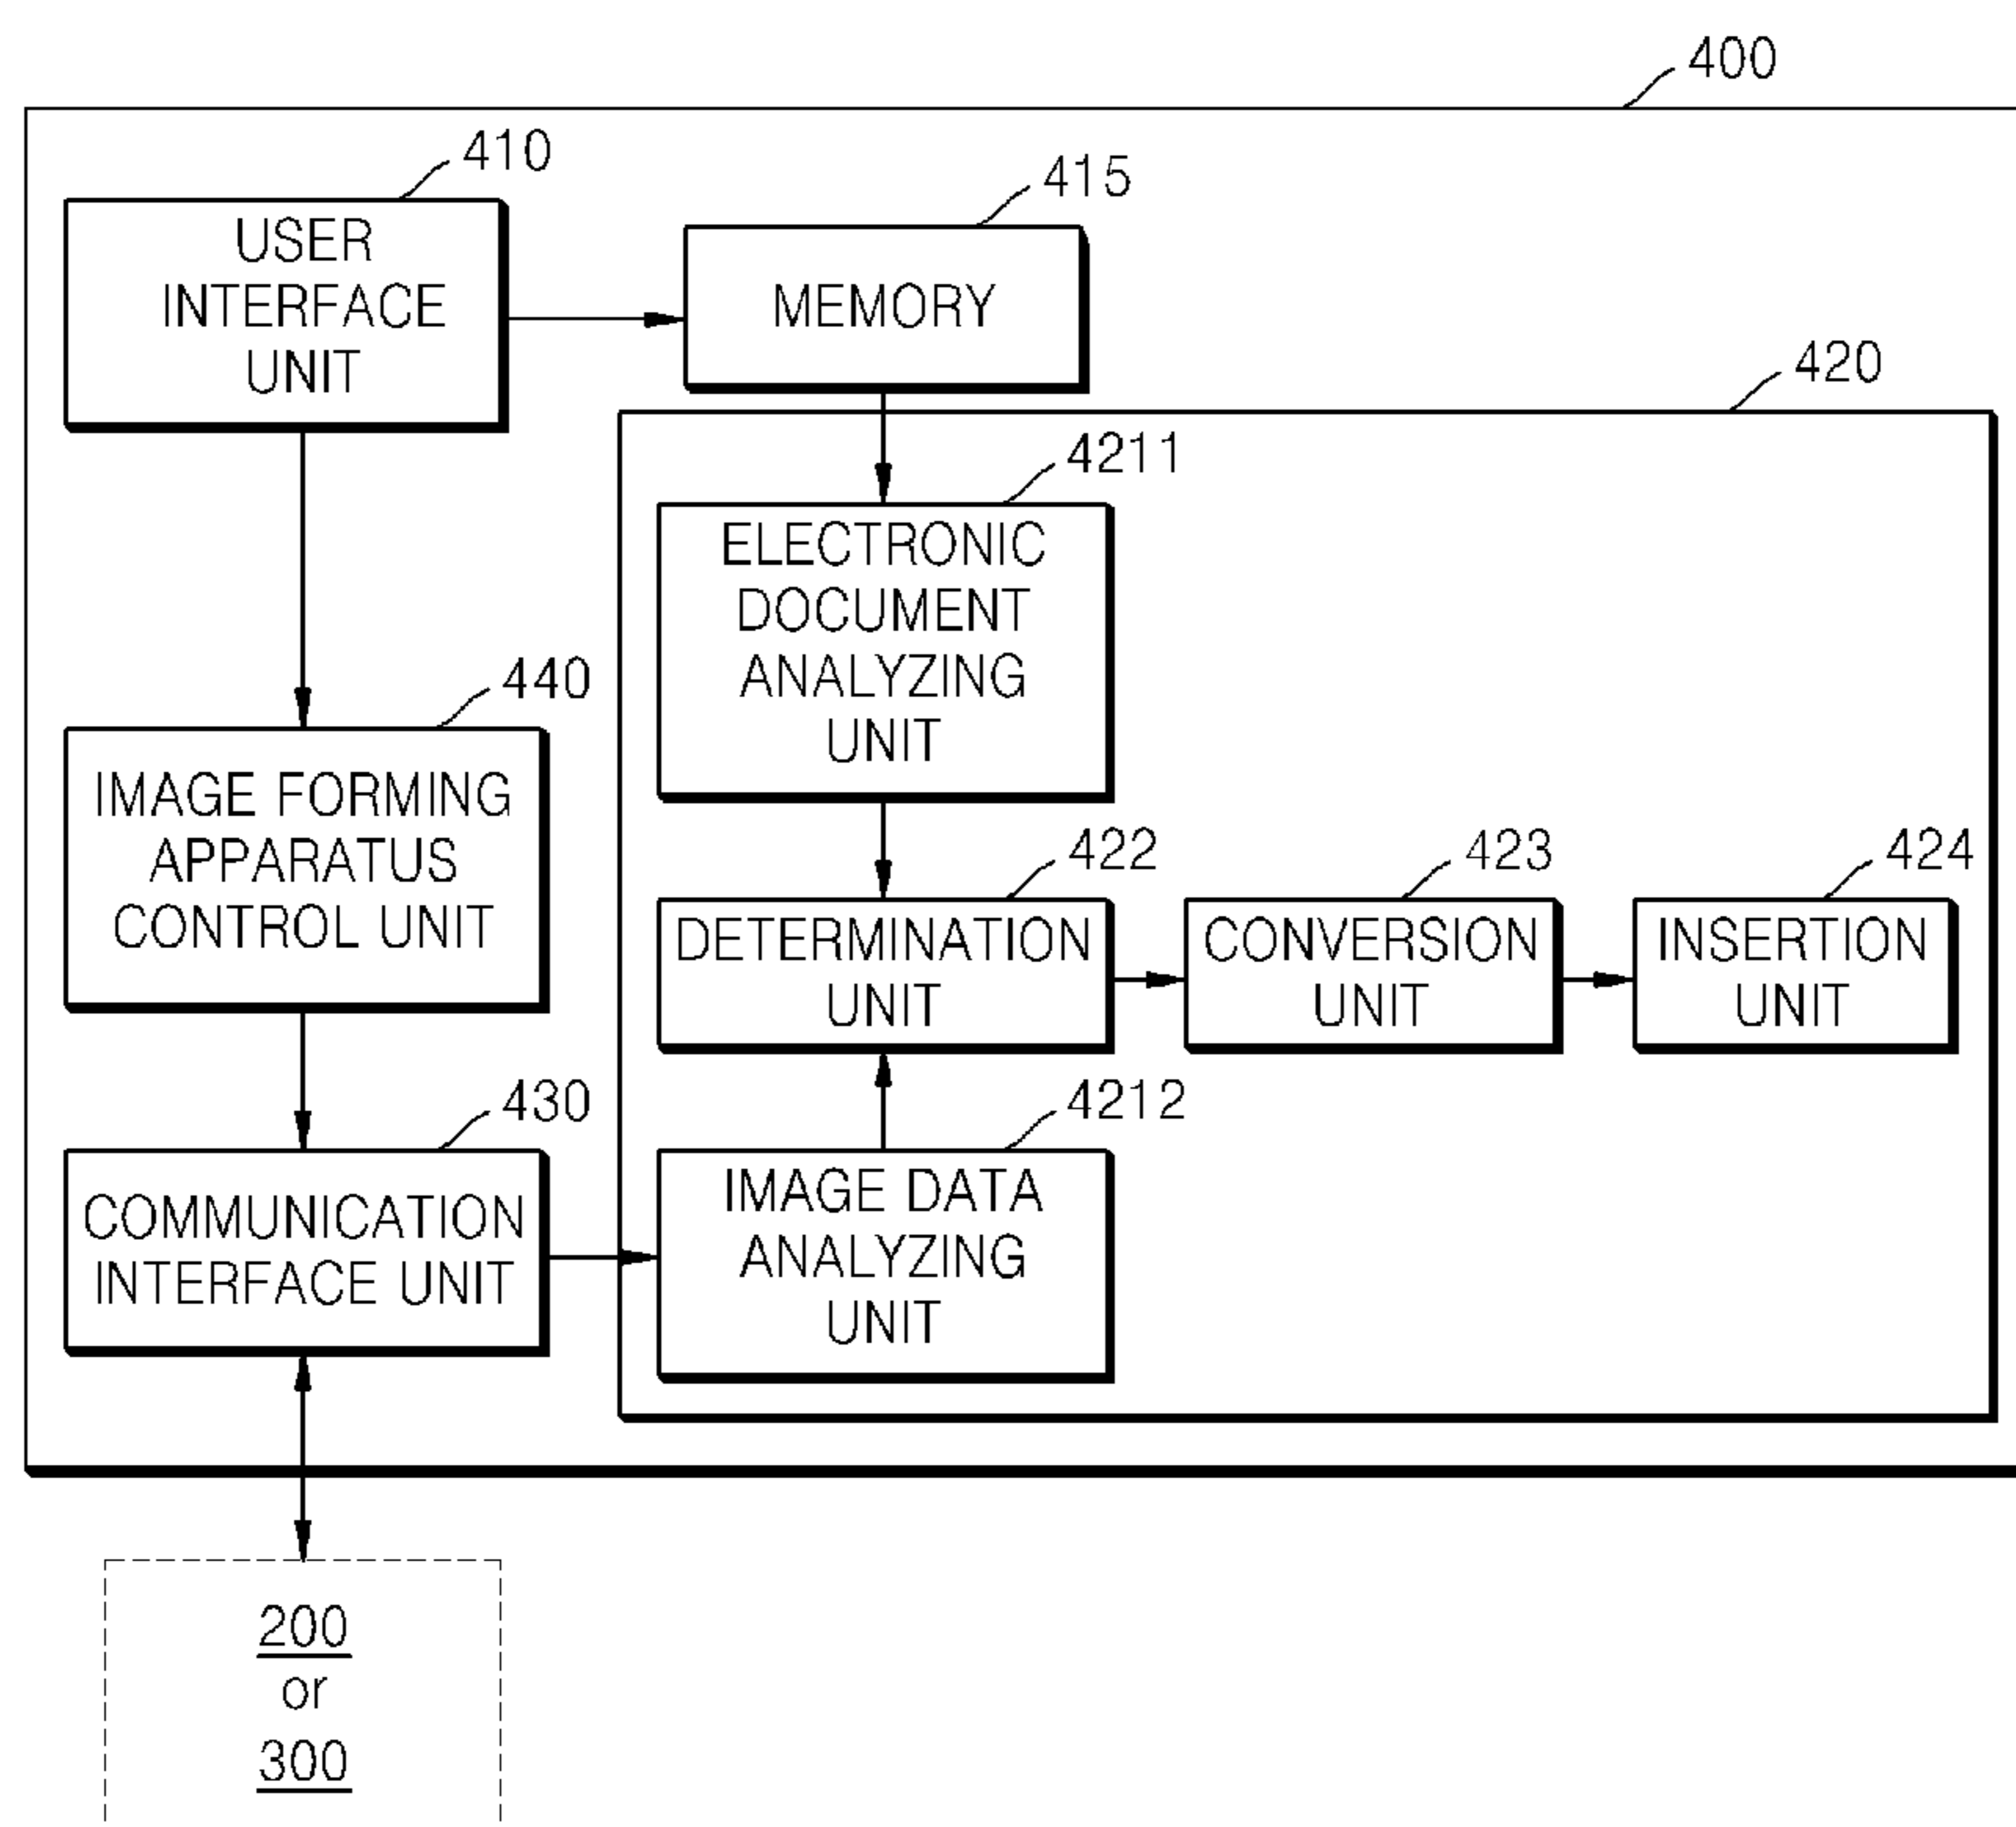 400
410
USER
INTERFACE
UNIT
415
MEMORY
420
4211
ELECTRONIC
DOCUMENT
ANALYZING
UNIT
440
IMAGE FORMING
APPARATUS
CONTROL UNIT
422
DETERMINATION
UNIT
423
CONVERSION
UNIT
424
INSERTION
UNIT
430
COMMUNICATION
INTERFACE UNIT
4212
IMAGE DATA
ANALYZING
UNIT
200
or
300